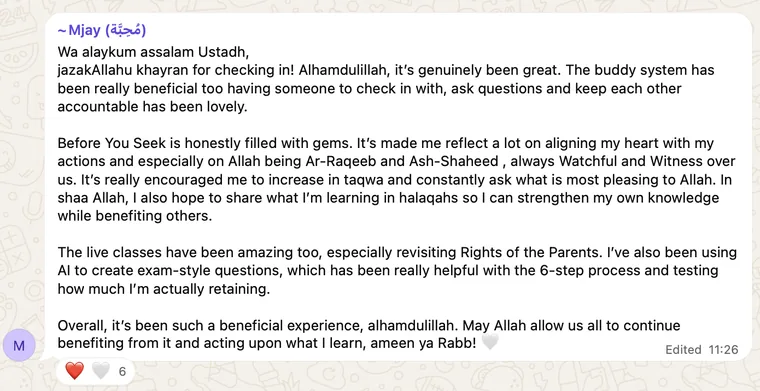 ~Mjay (مُحِبَّة)
Wa alaykum assalam Ustadh,
jazakAllahu khayran for checking in! Alhamdulillah, it’s genuinely been great. The buddy system has
been really beneficial too having someone to check in with, ask questions and keep each other
accountable has been lovely.
Before You Seek is honestly filled with gems. It’s made me reflect a lot on aligning my heart with my
actions and especially on Allah being Ar-Raqeeb and Ash-Shaheed , always Watchful and Witness over
us. It’s really encouraged me to increase in taqwa and constantly ask what is most pleasing to Allah. In
shaa Allah, I also hope to share what I’m learning in halaqahs so I can strengthen my own knowledge
while benefiting others.
The live classes have been amazing too, especially revisiting Rights of the Parents. I’ve also been using
AI to create exam-style questions, which has been really helpful with the 6-step process and testing
how much I’m actually retaining.
Overall, it’s been such a beneficial experience, alhamdulillah. May Allah allow us all to continue
benefiting from it and acting upon what I learn, ameen ya Rabb! 🤍
Edited 11:26
M
❤️ 🤍 6